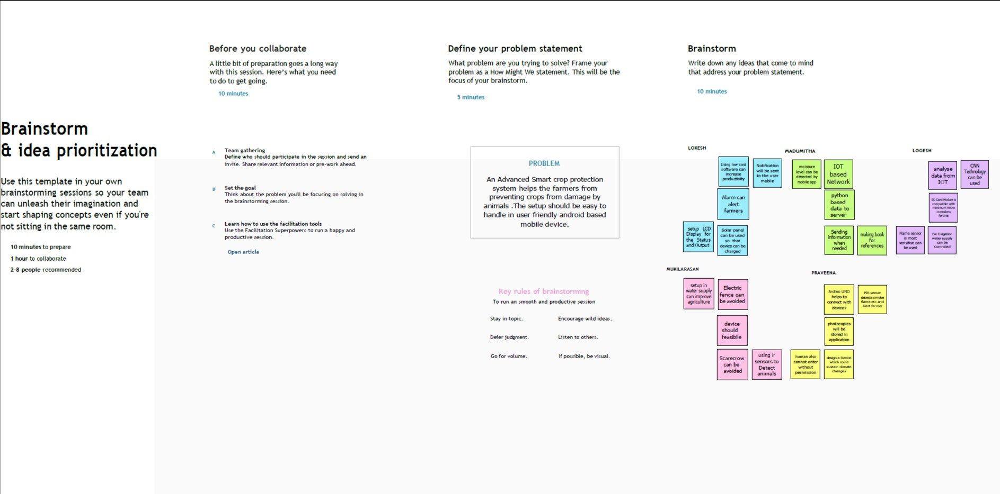 Brainstorm
& idea prioritization
Use this template in your own
brainstorming sessions so your team
can unleash their imagination and
start shaping concepts even if you're
not sitting in the same room.
10 minutes to prepare
1 hour to collaborate
2-8 people recommended
Before you collaborate
A little bit of preparation goes a long way
with this session. Here's what you need
to do to get going.
10 minutes
A
Team gathering
Define who should participate in the session and send an
invite. Share relevant information or pre-work ahead.
B
Set the goal
Think about the problem you'll be focusing on solving in
the brainstorming session.
C
Learn how to use the facilitation tools
Use the Facilitation Superpowers to run a happy and
productive session.
Open article
Define your problem statement
What problem are you trying to solve? Frame your
problem as a How Might We statement. This will be the
focus of your brainstorm.
5 minutes
PROBLEM
An Advanced Smart crop protection
system helps the farmers from
preventing crops from damage by
animals .The setup should be easy to
handle in user friendly android based
mobile device.
Key rules of brainstorming
To run an smooth and productive session
Stay in topic.
Encourage wild ideas.
Defer judgment.
Listen to others.
Go for volume.
If possible, be visual.
Brainstorm
Write down any ideas that come to mind
that address your problem statement.
10 minutes
LOKESH
Using low cost
software can
increase
productivity
Notification
will be sent
to the user
mobile
Alarm can
alert
farmers
setup LCD
Display for
the Status
and Output
Solar panel
can be used
so that
device can be
charged
MADUMITHA
moisture
level can be
detected by
mobile app
IOT
based
Network
python
based
data to
server
Sending
information
when
needed
making book
for
references
LOGESH
analyse
data from
IOT
CNN
Technology
can be
used
SD Card Module is
compatible with
maximum micro
contollers
forums
Flame sensor
is most
sensitive can
be used
For Irrigation
water supply
can be
Controlled
MUKILARASAN
setup in
water supply
can improve
agriculture
Electric
fence can
be avoided
device
should
feasibile
Scarecrow
can be
avoided
using Ir
sensors to
Detect
animals
PRAVEENA
Ardino UNO
helps to
connect with
devices
PIR sensor
detects smoke
flame etc and
alert farmer
photocopies
will be
stored in
application
human also
cannot enter
without
permission
design a Device
which could
sustain climate
changes